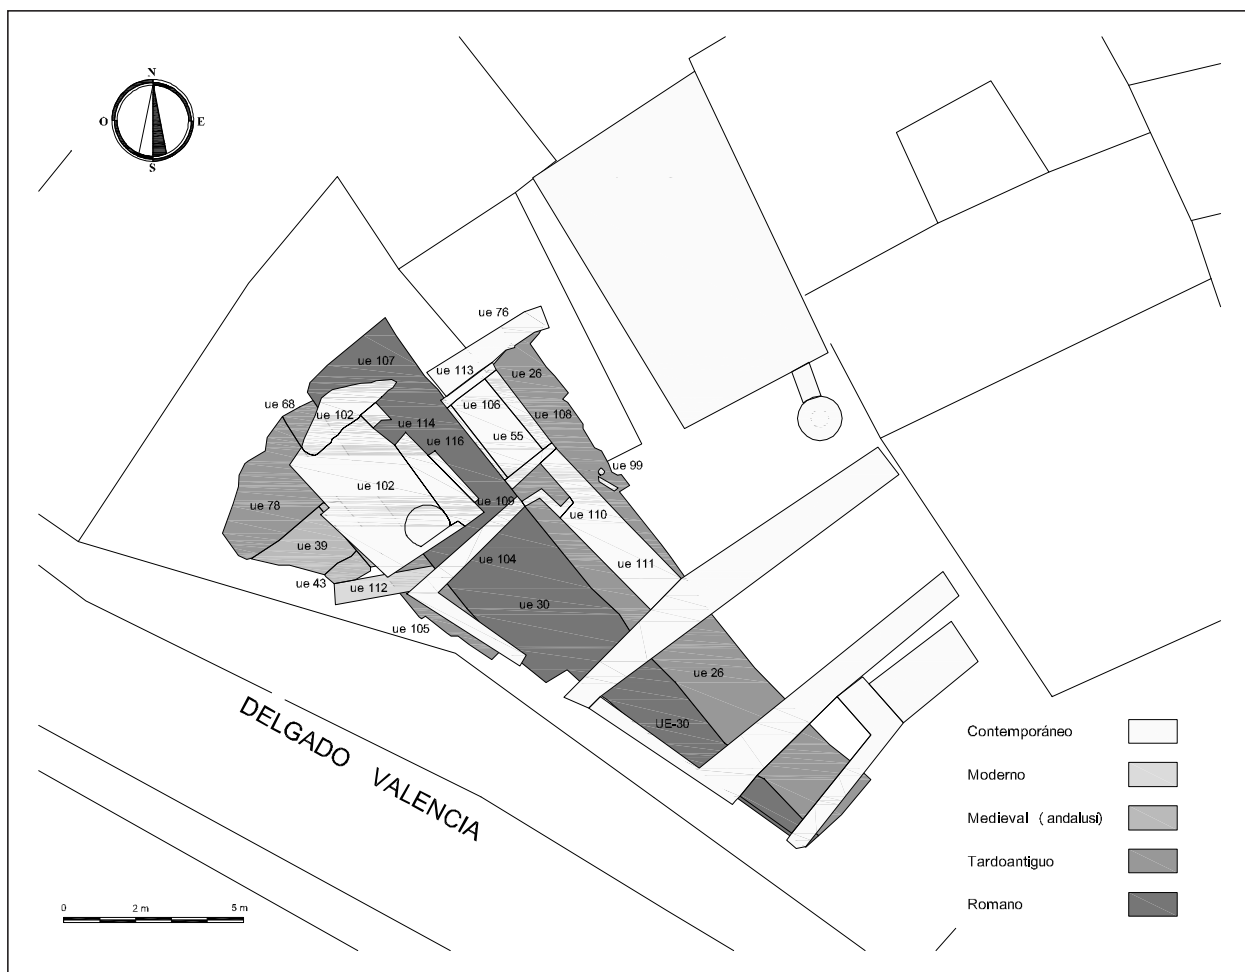 N
O E
S
ue 76
ue 107
ue 113
ue 26
ue 68
ue 102
ue 106
ue 108
ue 114
ue 55
ue 116
ue 99
ue 102
ue 109
ue 78
ue 110
ue 39
ue 104
ue 111
ue 43
ue 112
ue 30
ue 105
ue 26
UE-30
DELGADO VALENCIA
Contemporáneo
Moderno
Medieval ( andalusí)
Tardoantiguo
Romano
0 2 m 5 m